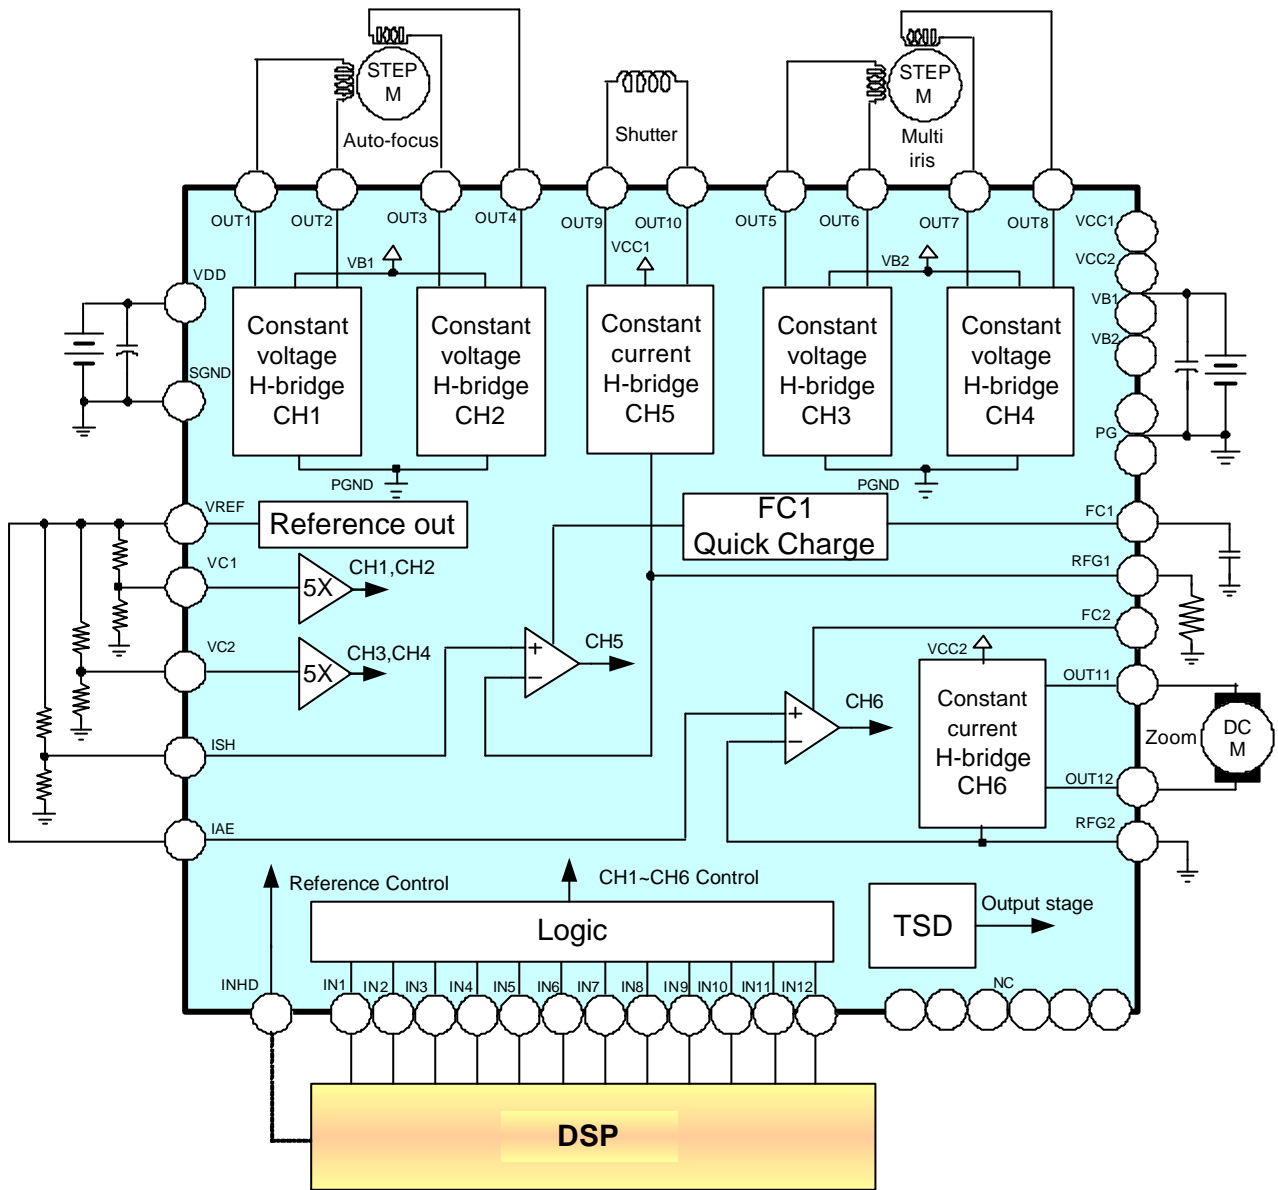 STEP
M
Auto-focus
Shutter
STEP
M
Multi
iris
OUT1
OUT2
OUT3
OUT4
OUT9
OUT10
OUT5
OUT6
OUT7
OUT8
VCC1
VCC2
VB1
VB2
PG
VDD
SGND
VB1
VCC1
VB2
Constant
voltage
H-bridge
CH1
Constant
voltage
H-bridge
CH2
Constant
current
H-bridge
CH5
Constant
voltage
H-bridge
CH3
Constant
voltage
H-bridge
CH4
PGND
PGND
VREF
Reference out
FC1
Quick Charge
FC1
RFG1
FC2
VC1
5X
CH1,CH2
VC2
5X
CH3,CH4
+
−
CH5
ISH
+
−
CH6
VCC2
Constant
current
H-bridge
CH6
OUT11
OUT12
Zoom
DC
M
RFG2
IAE
Reference Control
CH1~CH6 Control
Logic
TSD
Output stage
INHD
IN1
IN2
IN3
IN4
IN5
IN6
IN7
IN8
IN9
IN10
IN11
IN12
NC
DSP